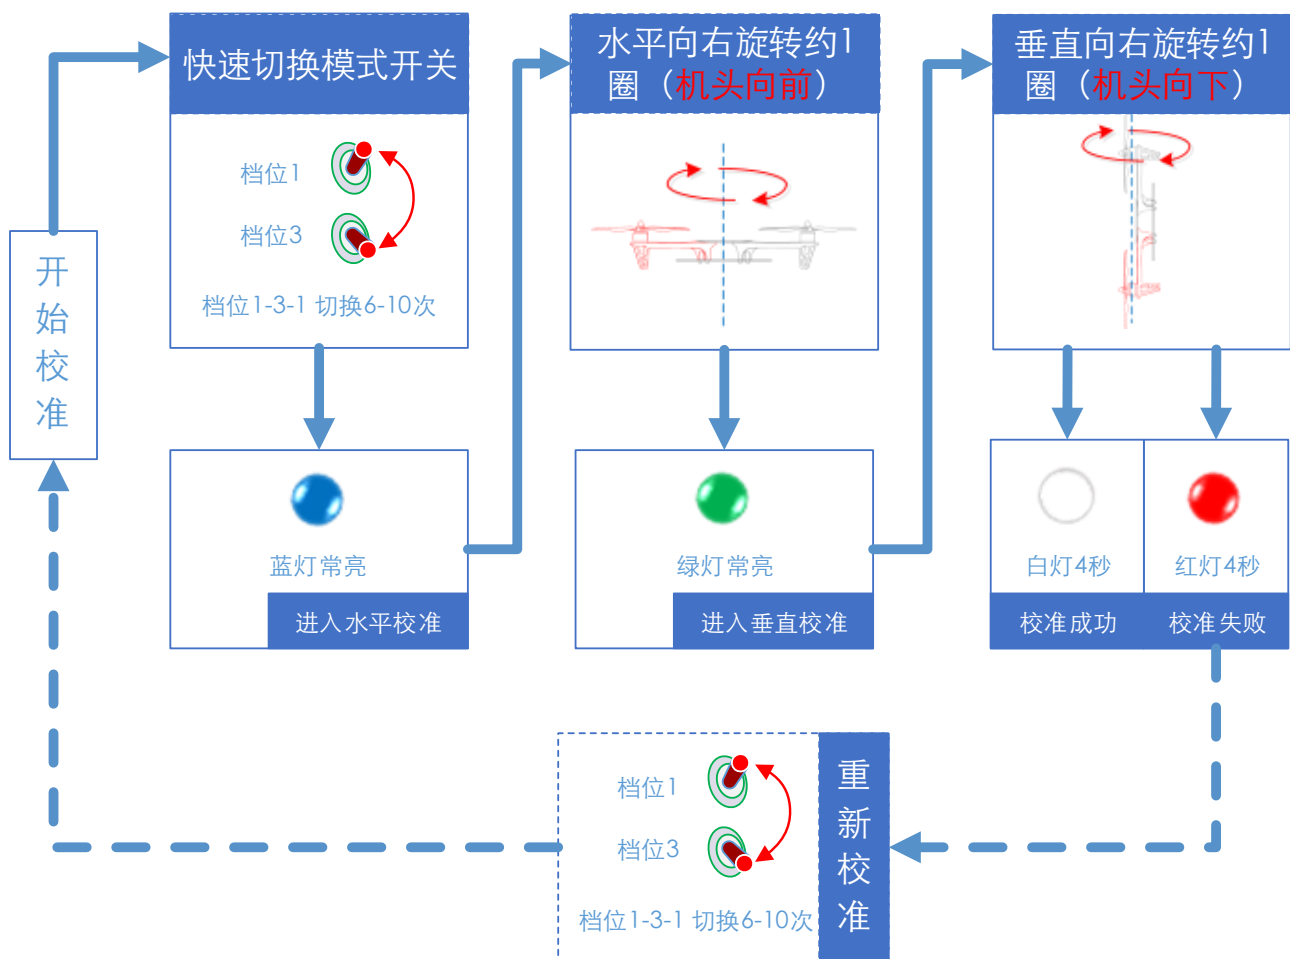 开始校准
快速切换模式开关
档位1
档位3
档位1-3-1 切换6-10次
蓝灯常亮
进入水平校准
水平向右旋转约1
圈（机头向前）
绿灯常亮
进入垂直校准
垂直向右旋转约1
圈（机头向下）
白灯4秒
校准成功
红灯4秒
校准失败
重新校准
档位1
档位3
档位1-3-1 切换6-10次